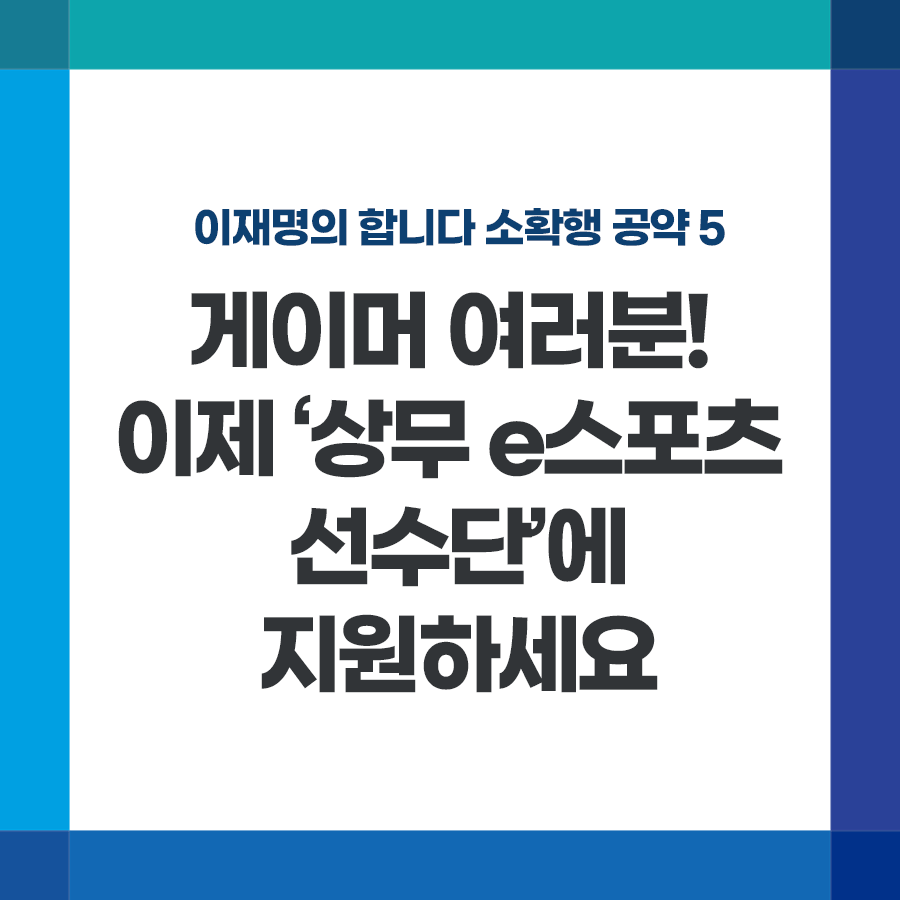 이재명의 합니다 소확행 공약 5
게이머 여러분!
이제 ‘상무 e스포츠
선수단’에
지원하세요